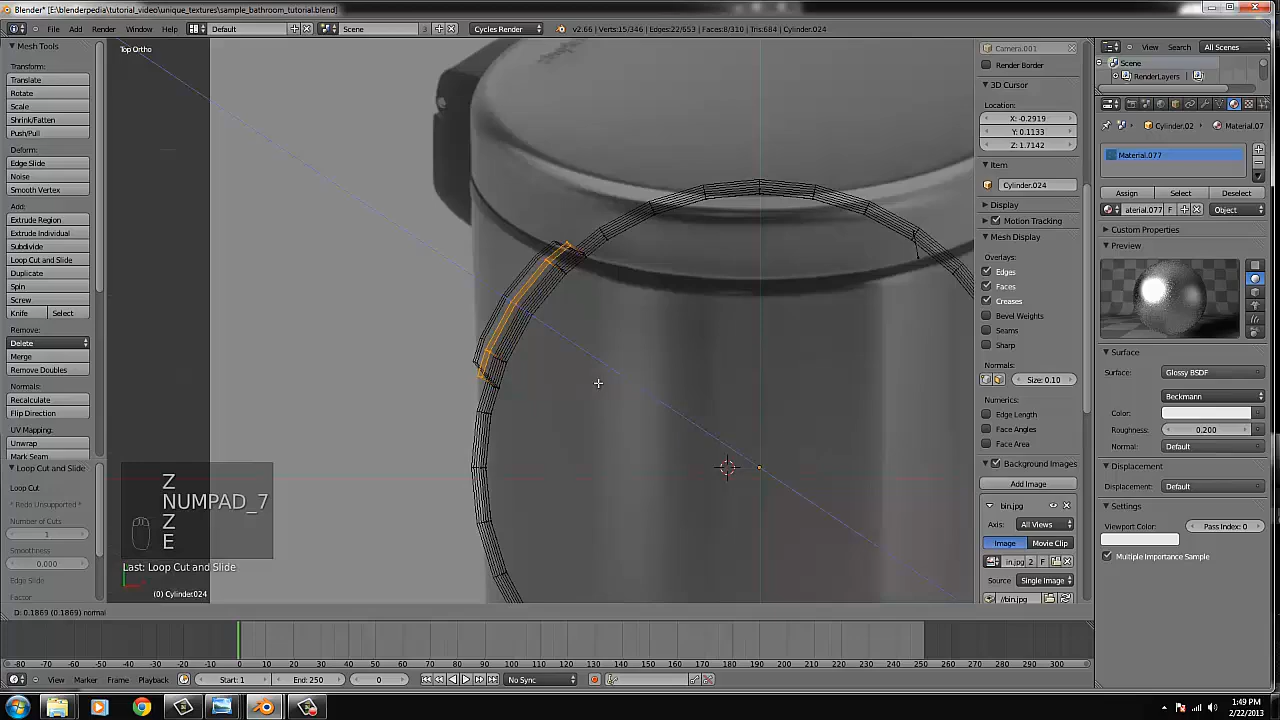 Blender* [E:\blenderpedia\tutorial_video\unique_textures\sample_bathroom_tutorial.blend]
File Add Render Window Help Default Scene 3 Cycles Render v2.66 | Verts:15/346 | Edges:22/653 | Faces:8/310 | Tris:684 | Cylinder.024
Mesh Tools
Transform:
Translate
Rotate
Scale
Shrink/Fatten
Push/Pull
Deform:
Edge Slide
Noise
Smooth Vertex
Add:
Extrude Region
Extrude Individual
Subdivide
Loop Cut and Slide
Duplicate
Spin
Screw
Knife Select
Remove:
Delete
Merge
Remove Doubles
Normals:
Recalculate
Flip Direction
UV Mapping:
Unwrap
Mark Seam
Loop Cut and Slide
Loop Cut
* Redo Unsupported *
Number of Cuts
1
Smoothness
0.000
Edge Slide
Factor
Top Ortho
Z
NUMPAD_7
Z
E
Last: Loop Cut and Slide
(0) Cylinder.024
D: 0.1869 (0.1869) normal
Camera.001
Render Border
3D Cursor
Location:
X: -0.2919
Y: 0.1133
Z: 1.7142
Item
Cylinder.024
Display
Motion Tracking
Mesh Display
Overlays:
Edges
Faces
Creases
Bevel Weights
Seams
Sharp
Normals:
Size: 0.10
Numerics:
Edge Length
Face Angles
Face Area
Background Images
Add Image
bin.jpg
Axis: All Views
Image Movie Clip
in.jpg 2 F
Source Single Image
//bin.jpg
View Search All Scenes
Scene
RenderLayers
Cylinder.02 Material.07
Material.077
Assign Select Deselect
aterial.077 F Object
Custom Properties
Preview
Surface
Surface: Glossy BSDF
Beckmann
Color:
Roughness: 0.200
Normal: Default
Displacement
Displacement: Default
Settings
Viewport Color: Pass Index: 0
Multiple Importance Sample
-80 -70 -60 -50 -40 -30 -20 -10 0 10 20 30 40 50 60 70 80 90 100 110 120 130 140 150 160 170 180 190 200 210 220 230 240 250 260 270 280 290 300
View Marker Frame Playback Start: 1 End: 250 0 No Sync
1:49 PM
2/22/2013